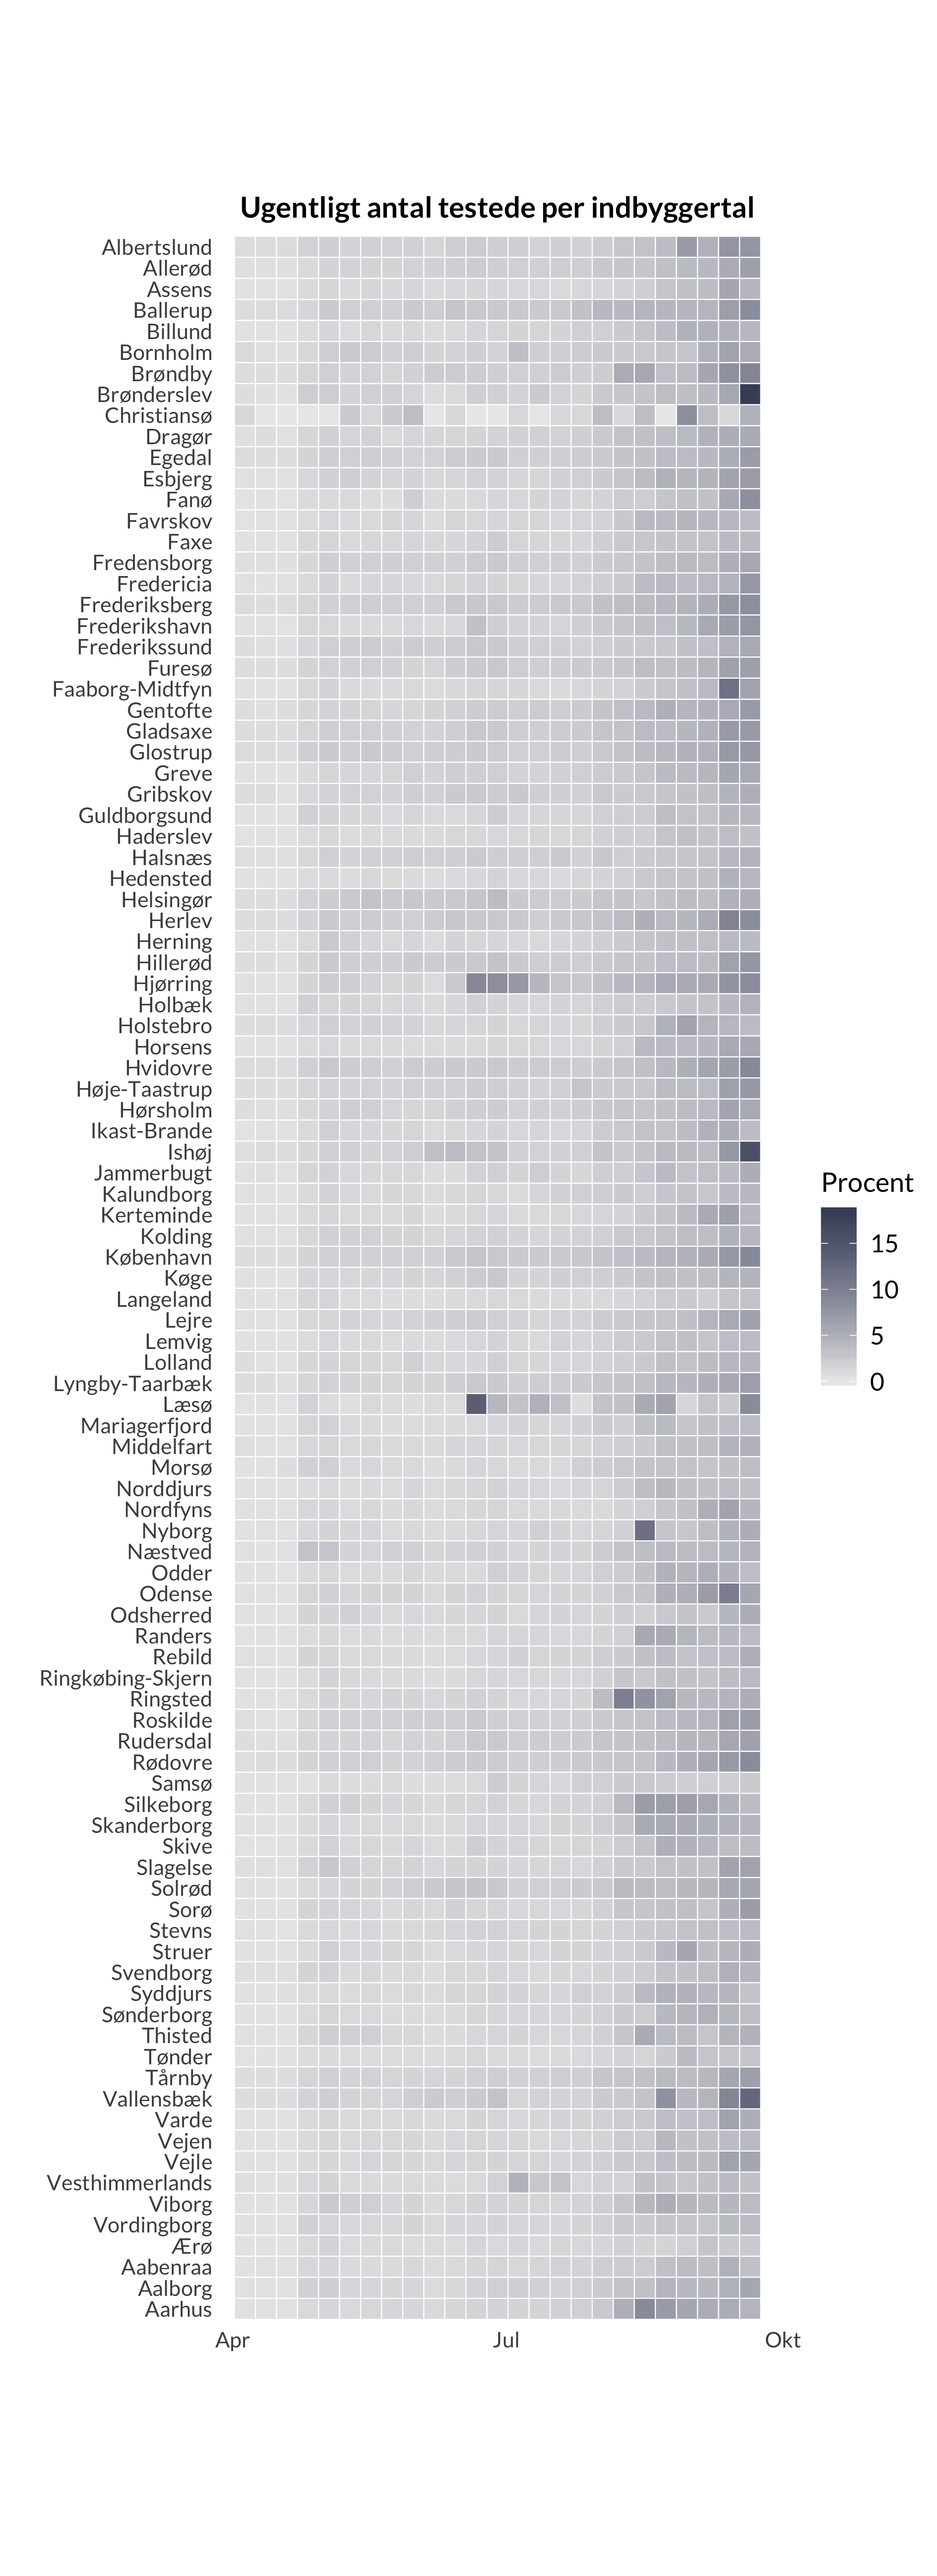 Ugentligt antal testede per indbyggertal
Albertslund
Allerød
Assens
Ballerup
Billund
Bornholm
Brøndby
Brønderslev
Christiansø
Dragør
Egedal
Esbjerg
Fanø
Favrskov
Faxe
Fredensborg
Fredericia
Frederiksberg
Frederikshavn
Frederikssund
Furesø
Faaborg-Midtfyn
Gentofte
Gladsaxe
Glostrup
Greve
Gribskov
Guldborgsund
Haderslev
Halsnæs
Hedensted
Helsingør
Herlev
Herning
Hillerød
Hjørring
Holbæk
Holstebro
Horsens
Hvidovre
Høje-Taastrup
Hørsholm
Ikast-Brande
Ishøj
Jammerbugt
Kalundborg
Kerteminde
Kolding
København
Køge
Langeland
Lejre
Lemvig
Lolland
Lyngby-Taarbæk
Læsø
Mariagerfjord
Middelfart
Morsø
Norddjurs
Nordfyns
Nyborg
Næstved
Odder
Odense
Odsherred
Randers
Rebild
Ringkøbing-Skjern
Ringsted
Roskilde
Rudersdal
Rødovre
Samsø
Silkeborg
Skanderborg
Skive
Slagelse
Solrød
Sorø
Stevns
Struer
Svendborg
Syddjurs
Sønderborg
Thisted
Tønder
Tårnby
Vallensbæk
Varde
Vejen
Vejle
Vesthimmerlands
Viborg
Vordingborg
Ærø
Aabenraa
Aalborg
Aarhus
Apr Jul Okt
Procent
15
10
5
0